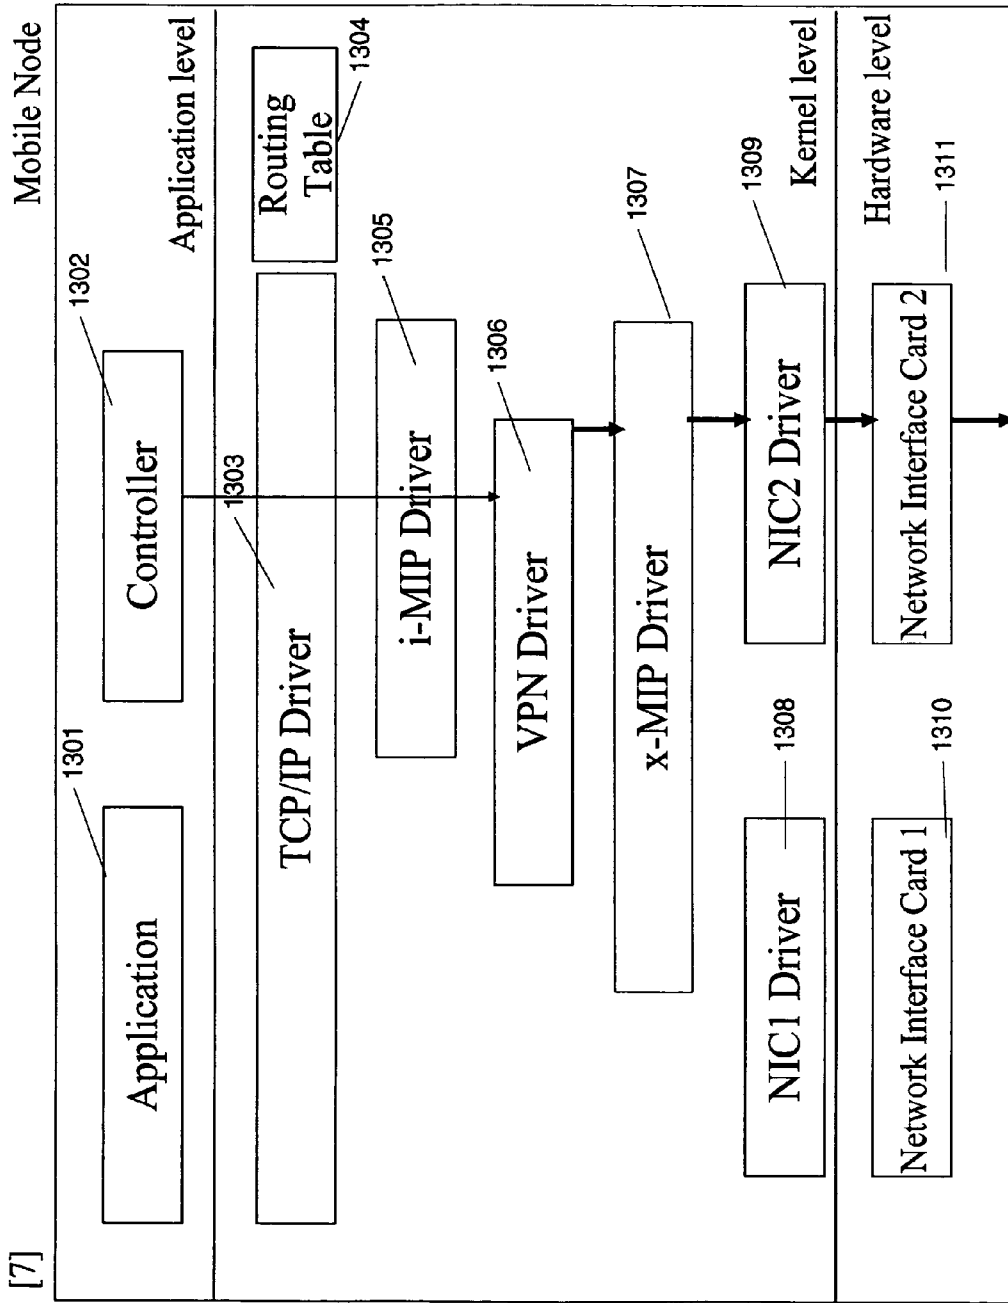 [7]
Mobile Node
Application level
1301
Application
1302
Controller
1303
TCP/IP Driver
1304
Routing
Table
1305
i-MIP Driver
1306
VPN Driver
1307
x-MIP Driver
1308
NIC1 Driver
1309
NIC2 Driver
Kernel level
Hardware level
1310
Network Interface Card 1
1311
Network Interface Card 2